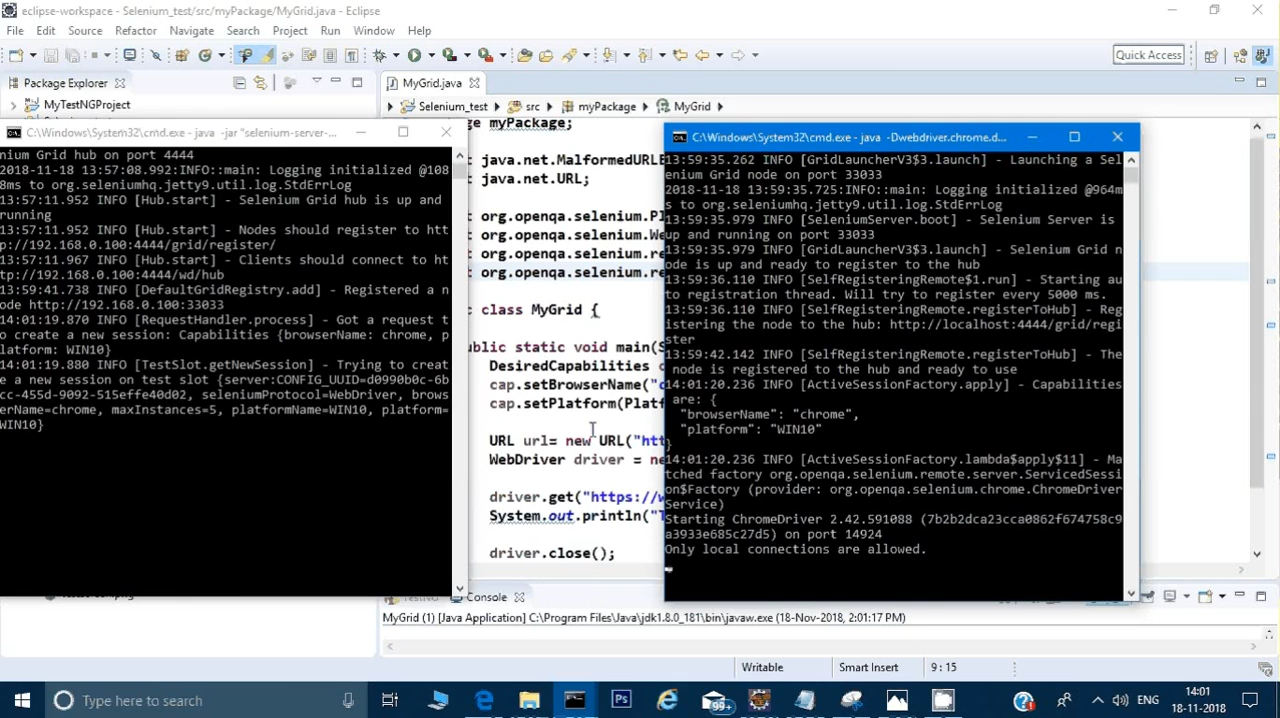 eclipse-workspace - Selenium_test/src/myPackage/MyGrid.java - Eclipse
File Edit Source Refactor Navigate Search Project Run Window Help
Quick Access
Package Explorer
MyTestNGProject
MyGrid.java
Selenium_test src myPackage MyGrid
C:\Windows\System32\cmd.exe - java -jar "selenium-server-...
nium Grid hub on port 4444
2018-11-18 13:57:08.992:INFO::main: Logging initialized @108
8ms to org.seleniumhq.jetty9.util.log.StdErrLog
13:57:11.952 INFO [Hub.start] - Selenium Grid hub is up and
running
13:57:11.952 INFO [Hub.start] - Nodes should register to htt
p://192.168.0.100:4444/grid/register/
13:57:11.967 INFO [Hub.start] - Clients should connect to ht
tp://192.168.0.100:4444/wd/hub
13:59:41.738 INFO [DefaultGridRegistry.add] - Registered a n
ode http://192.168.0.100:33033
14:01:19.870 INFO [RequestHandler.process] - Got a request t
o create a new session: Capabilities {browserName: chrome, p
latform: WIN10}
14:01:19.880 INFO [TestSlot.getNewSession] - Trying to creat
e a new session on test slot {server:CONFIG_UUID=d0990b0c-6b
cc-455d-9092-515effe40d02, seleniumProtocol=WebDriver, brows
erName=chrome, maxInstances=5, platformName=WIN10, platform=
WIN10}
ge myPackage;
t java.net.MalformedURLE
t java.net.URL;
t org.openqa.selenium.Pl
t org.openqa.selenium.We
t org.openqa.selenium.re
t org.openqa.selenium.re
c class MyGrid {
ublic static void main(S
DesiredCapabilities c
cap.setBrowserName("c
cap.setPlatform(Platf
URL url= new URL("htt
WebDriver driver = ne
driver.get("https://w
System.out.println("T
driver.close();
C:\Windows\System32\cmd.exe - java -Dwebdriver.chrome.d...
13:59:35.262 INFO [GridLauncherV3$3.launch] - Launching a Sel
enium Grid node on port 33033
2018-11-18 13:59:35.725:INFO::main: Logging initialized @964m
s to org.seleniumhq.jetty9.util.log.StdErrLog
13:59:35.979 INFO [SeleniumServer.boot] - Selenium Server is
up and running on port 33033
13:59:35.979 INFO [GridLauncherV3$3.launch] - Selenium Grid n
ode is up and ready to register to the hub
13:59:36.110 INFO [SelfRegisteringRemote$1.run] - Starting au
to registration thread. Will try to register every 5000 ms.
13:59:36.110 INFO [SelfRegisteringRemote.registerToHub] - Reg
istering the node to the hub: http://localhost:4444/grid/regi
ster
13:59:42.142 INFO [SelfRegisteringRemote.registerToHub] - The
node is registered to the hub and ready to use
14:01:20.236 INFO [ActiveSessionFactory.apply] - Capabilities
are: {
"browserName": "chrome",
"platform": "WIN10"
}
14:01:20.236 INFO [ActiveSessionFactory.lambda$apply$11] - Ma
tched factory org.openqa.selenium.remote.server.ServicedSessi
on$Factory (provider: org.openqa.selenium.chrome.ChromeDriver
Service)
Starting ChromeDriver 2.42.591088 (7b2b2dca23cca0862f674758c9
a3933e685c27d5) on port 14924
Only local connections are allowed.
TestNG Console
MyGrid (1) [Java Application] C:\Program Files\Java\jdk1.8.0_181\bin\javaw.exe (18-Nov-2018, 2:01:17 PM)
Writable Smart Insert 9 : 15
Type here to search
99+
ENG
14:01
18-11-2018